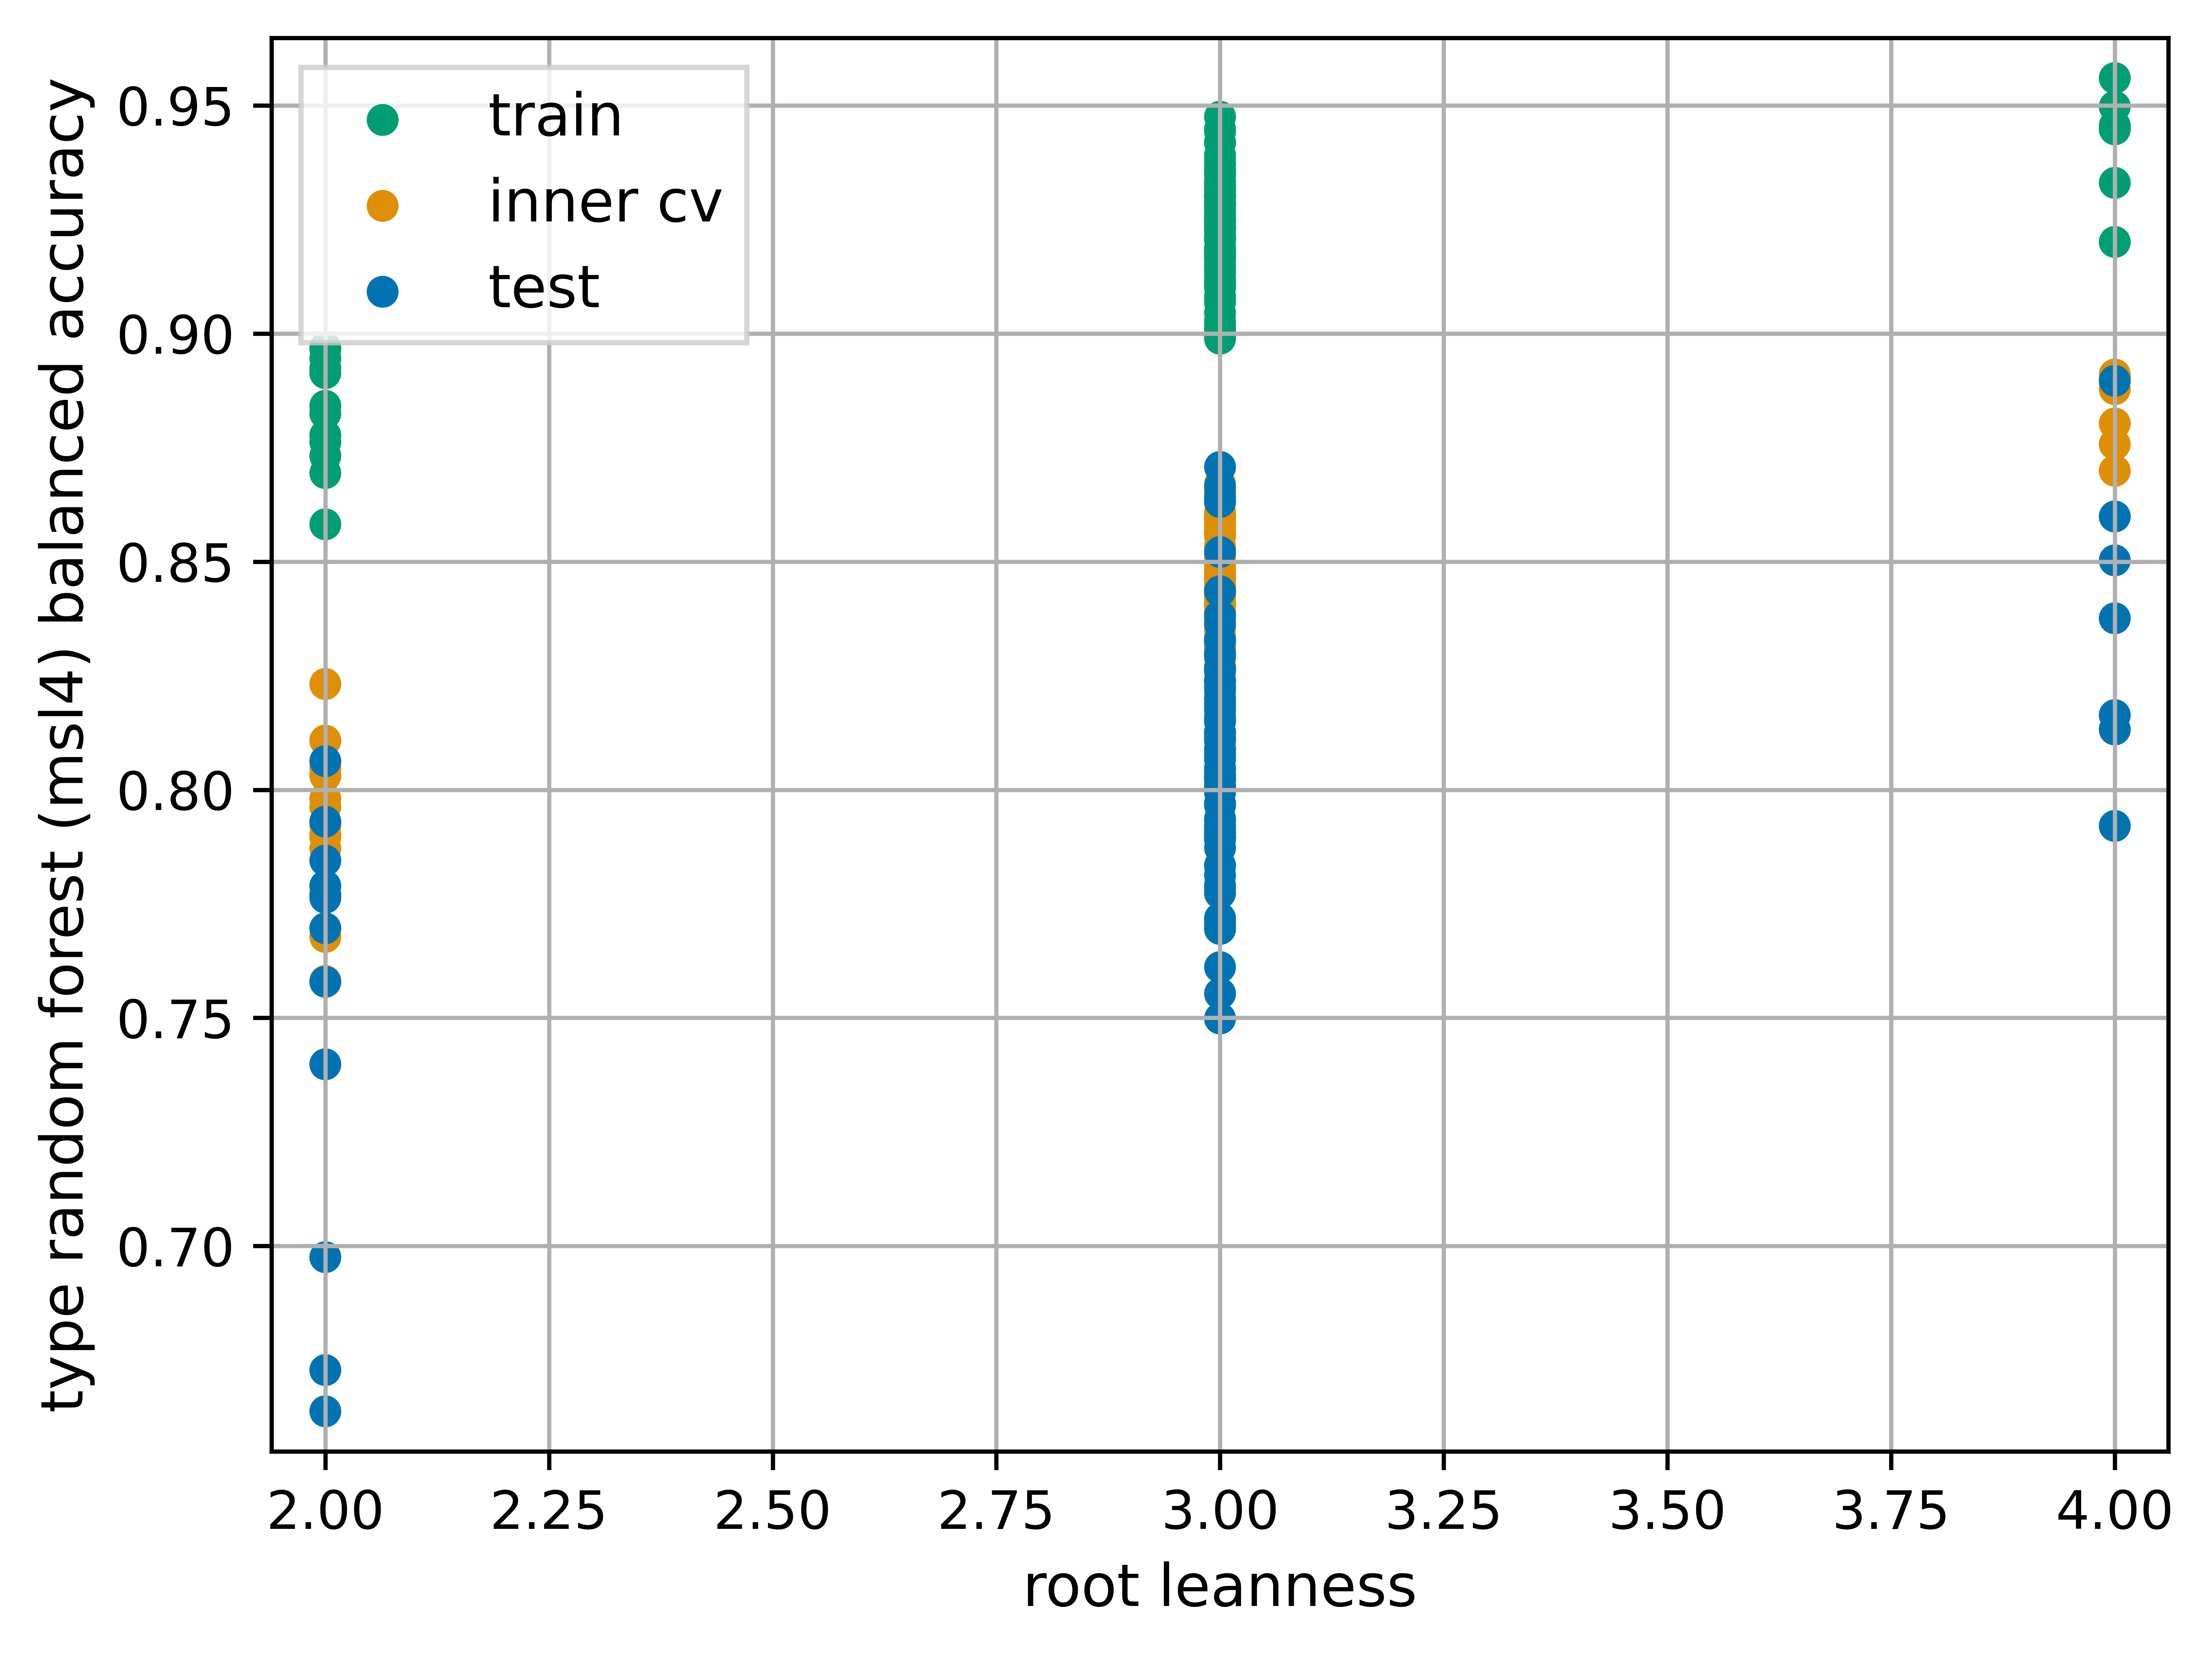 type random forest (msl4) balanced accuracy
0.95
0.90
0.85
0.80
0.75
0.70
train
inner cv
test
2.00 2.25 2.50 2.75 3.00 3.25 3.50 3.75 4.00
root leanness